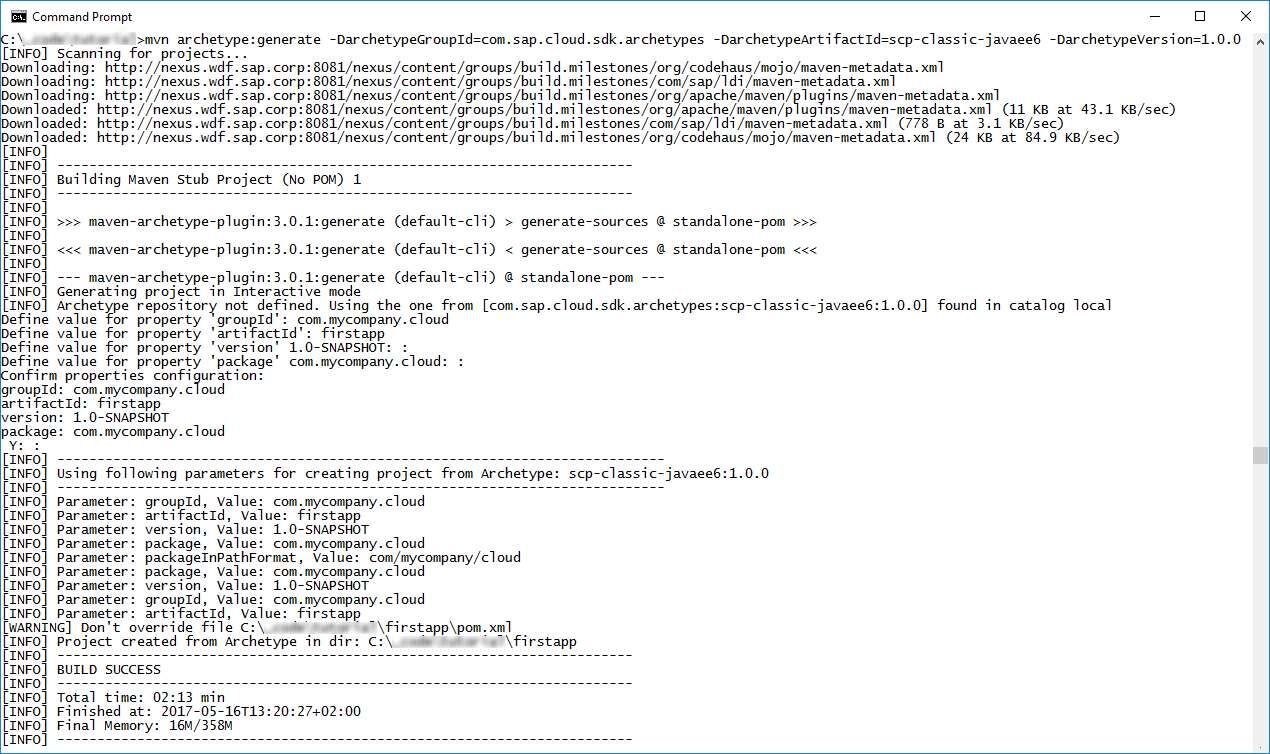 Command Prompt
C:\>mvn archetype:generate -DarchetypeGroupId=com.sap.cloud.sdk.archetypes -DarchetypeArtifactId=scp-classic-javaee6 -DarchetypeVersion=1.0.0
[INFO] Scanning for projects...
Downloading: http://nexus.wdf.sap.corp:8081/nexus/content/groups/build.milestones/org/codehaus/mojo/maven-metadata.xml
Downloading: http://nexus.wdf.sap.corp:8081/nexus/content/groups/build.milestones/com/sap/ldi/maven-metadata.xml
Downloading: http://nexus.wdf.sap.corp:8081/nexus/content/groups/build.milestones/org/apache/maven/plugins/maven-metadata.xml
Downloaded: http://nexus.wdf.sap.corp:8081/nexus/content/groups/build.milestones/org/apache/maven/plugins/maven-metadata.xml (11 KB at 43.1 KB/sec)
Downloaded: http://nexus.wdf.sap.corp:8081/nexus/content/groups/build.milestones/com/sap/ldi/maven-metadata.xml (778 B at 3.1 KB/sec)
Downloaded: http://nexus.wdf.sap.corp:8081/nexus/content/groups/build.milestones/org/codehaus/mojo/maven-metadata.xml (24 KB at 84.9 KB/sec)
[INFO]
[INFO] ------------------------------------------------------------------------
[INFO] Building Maven Stub Project (No POM) 1
[INFO] ------------------------------------------------------------------------
[INFO]
[INFO] >>> maven-archetype-plugin:3.0.1:generate (default-cli) > generate-sources @ standalone-pom >>>
[INFO]
[INFO] <<< maven-archetype-plugin:3.0.1:generate (default-cli) < generate-sources @ standalone-pom <<<
[INFO]
[INFO] --- maven-archetype-plugin:3.0.1:generate (default-cli) @ standalone-pom ---
[INFO] Generating project in Interactive mode
[INFO] Archetype repository not defined. Using the one from [com.sap.cloud.sdk.archetypes:scp-classic-javaee6:1.0.0] found in catalog local
Define value for property 'groupId': com.mycompany.cloud
Define value for property 'artifactId': firstapp
Define value for property 'version' 1.0-SNAPSHOT: :
Define value for property 'package' com.mycompany.cloud: :
Confirm properties configuration:
groupId: com.mycompany.cloud
artifactId: firstapp
version: 1.0-SNAPSHOT
package: com.mycompany.cloud
 Y: :
[INFO] ----------------------------------------------------------------------------
[INFO] Using following parameters for creating project from Archetype: scp-classic-javaee6:1.0.0
[INFO] ----------------------------------------------------------------------------
[INFO] Parameter: groupId, Value: com.mycompany.cloud
[INFO] Parameter: artifactId, Value: firstapp
[INFO] Parameter: version, Value: 1.0-SNAPSHOT
[INFO] Parameter: package, Value: com.mycompany.cloud
[INFO] Parameter: packageInPathFormat, Value: com/mycompany/cloud
[INFO] Parameter: package, Value: com.mycompany.cloud
[INFO] Parameter: version, Value: 1.0-SNAPSHOT
[INFO] Parameter: groupId, Value: com.mycompany.cloud
[INFO] Parameter: artifactId, Value: firstapp
[WARNING] Don't override file C:\\firstapp\pom.xml
[INFO] Project created from Archetype in dir: C:\\firstapp
[INFO] ------------------------------------------------------------------------
[INFO] BUILD SUCCESS
[INFO] ------------------------------------------------------------------------
[INFO] Total time: 02:13 min
[INFO] Finished at: 2017-05-16T13:20:27+02:00
[INFO] Final Memory: 16M/358M
[INFO] ------------------------------------------------------------------------